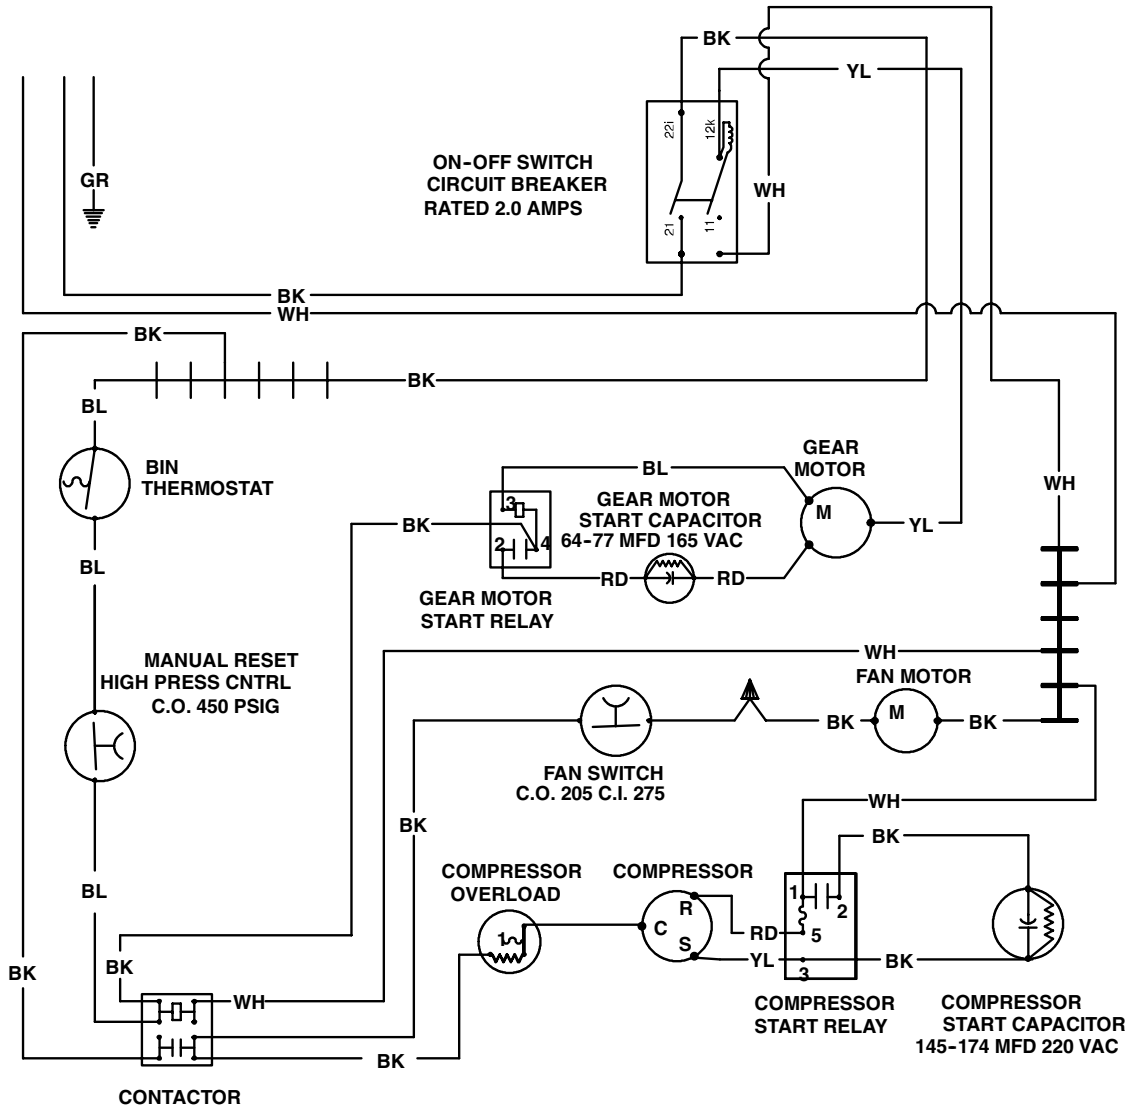 BK
YL
22i
12k
GR
ON-OFF SWITCH
CIRCUIT BREAKER
RATED 2.0 AMPS
WH
21
11
BK
WH
BK
BK
BL
BIN
THERMOSTAT
GEAR
MOTOR
BL
WH
3
GEAR MOTOR
START CAPACITOR
64-77 MFD 165 VAC
M
BK
YL
2
4
BL
RD
RD
GEAR MOTOR
START RELAY
MANUAL RESET
HIGH PRESS CNTRL
C.O. 450 PSIG
WH
FAN MOTOR
M
BK
BK
FAN SWITCH
C.O. 205 C.I. 275
WH
BK
BK
COMPRESSOR
OVERLOAD
COMPRESSOR
BL
1
2
R
C
S
1
RD
5
YL
BK
3
BK
BK
WH
COMPRESSOR
START RELAY
COMPRESSOR
START CAPACITOR
145-174 MFD 220 VAC
BK
CONTACTOR